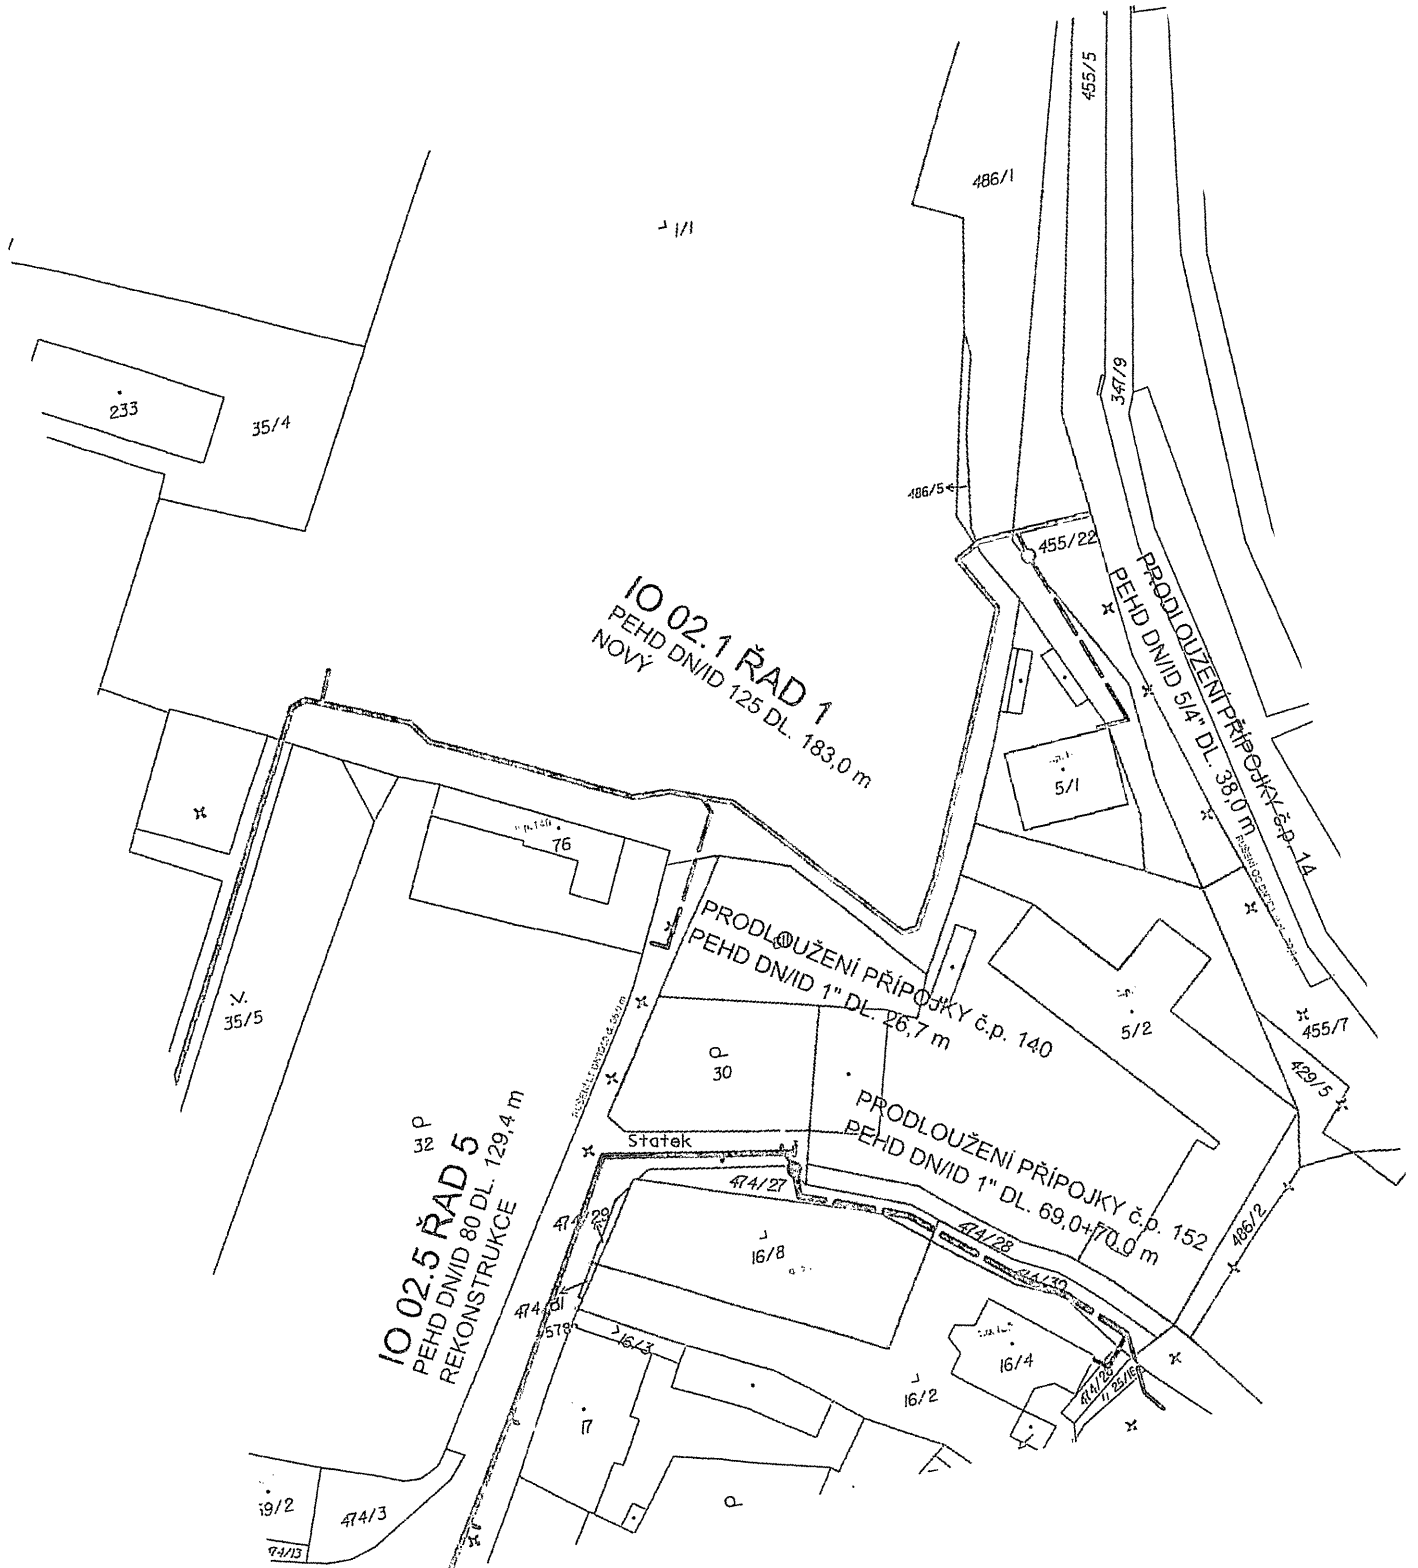 455/5
486/1
1/1
347/9
233
35/4
486/5
455/22
IO 02.1 ŘAD 1
PEHD DN/ID 125 DL. 183,0 m
NOVÝ
PRODLOUŽENÍ PŘÍPOJKY č.p. 14
PEHD DN/ID 5/4" DL. 38,0 m
5/1
76
PRODLOUŽENÍ PŘÍPOJKY č.p. 140
PEHD DN/ID 1" DL. 26,7 m
35/5
5/2
455/7
429/5
30
32
Statek
PRODLOUŽENÍ PŘÍPOJKY č.p. 152
PEHD DN/ID 1" DL. 69,0+70,0 m
IO 02.5 ŘAD 5
PEHD DN/ID 80 DL. 129,4 m
REKONSTRUKCE
474/27
474/29
474/28
486/2
16/8
578
16/3
16/4
16/2
17
474/3